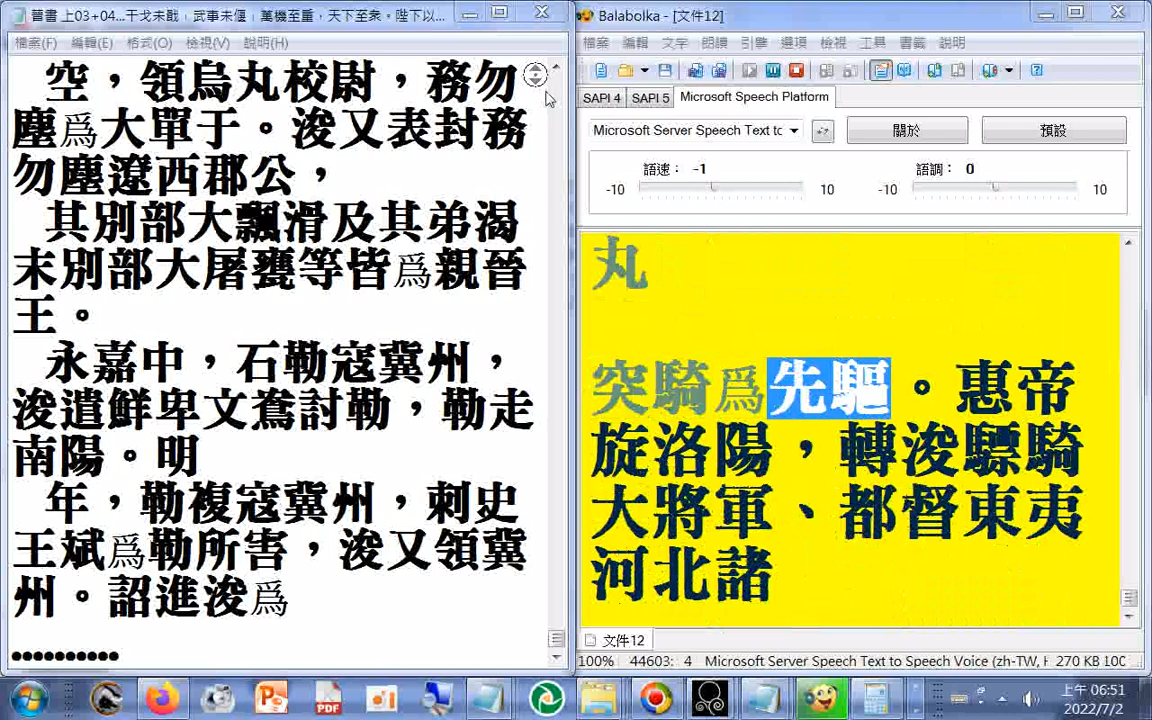 晉書 上03+04...干戈未戢，武事未偃，萬機至重，天下至衆。陛下以...
檔案(F) 編輯(E) 格式(O) 檢視(V) 說明(H)
空，領烏丸校尉，務勿
塵爲大單于。浚又表封務
勿塵遼西郡公，
其別部大飄滑及其弟渴
末別部大屠甕等皆爲親晉
王。
永嘉中，石勒寇冀州，
浚遣鮮卑文鴦討勒，勒走
南陽。明
年，勒複寇冀州，刺史
王斌爲勒所害，浚又領冀
州。詔進浚爲
●●●●●●●●●●
Balabolka - [文件12]
檔案 編輯 文字 朗讀 引擎 選項 檢視 工具 書籤 說明
SAPI 4 SAPI 5 Microsoft Speech Platform
Microsoft Server Speech Text to 關於 預設
語速： -1 語調： 0
-10 10 -10 10
丸
突騎爲先驅。惠帝
旋洛陽，轉浚驃騎
大將軍、都督東夷
河北諸
文件12
100% 44603: 4 Microsoft Server Speech Text to Speech Voice (zh-TW, H 270 KB 100
PDF
上午 06:51
2022/7/2